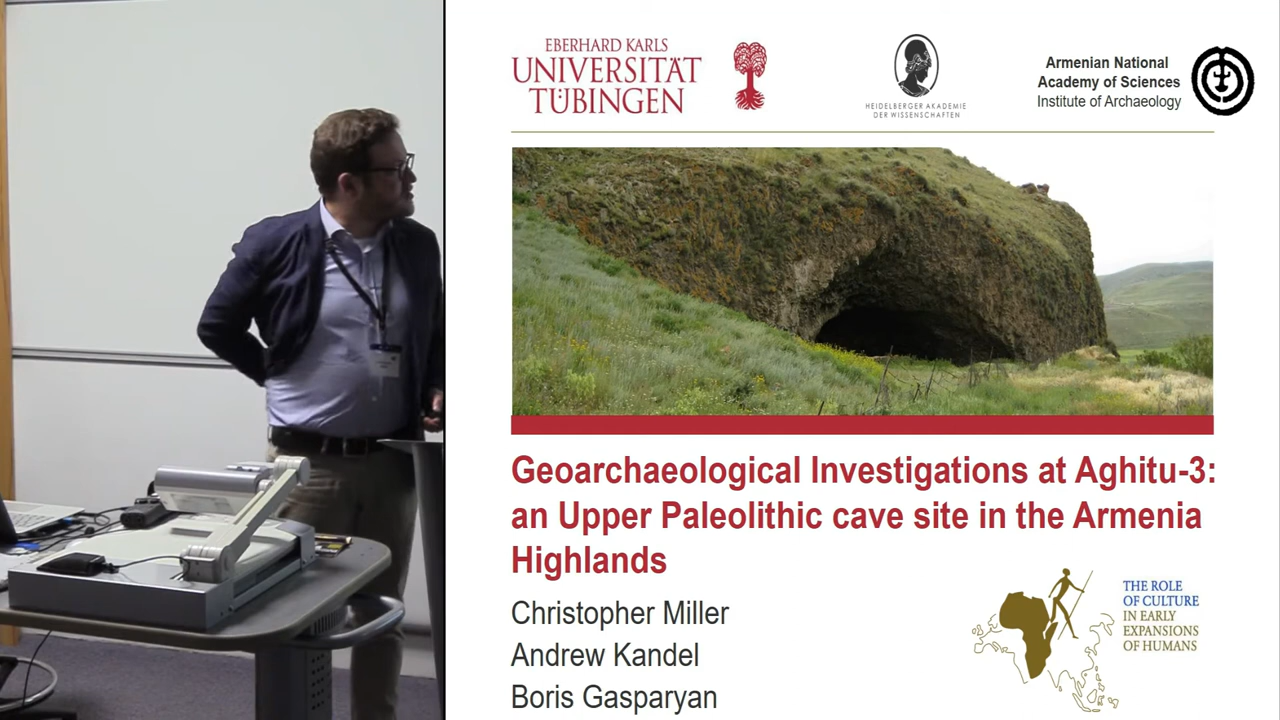 EBERHARD KARLS
UNIVERSITÄT
TÜBINGEN
HEIDELBERGER AKADEMIE
DER WISSENSCHAFTEN
Armenian National
Academy of Sciences
Institute of Archaeology
Geoarchaeological Investigations at Aghitu-3:
an Upper Paleolithic cave site in the Armenia
Highlands
Christopher Miller
Andrew Kandel
Boris Gasparyan
THE ROLE
OF CULTURE
IN EARLY
EXPANSIONS
OF HUMANS